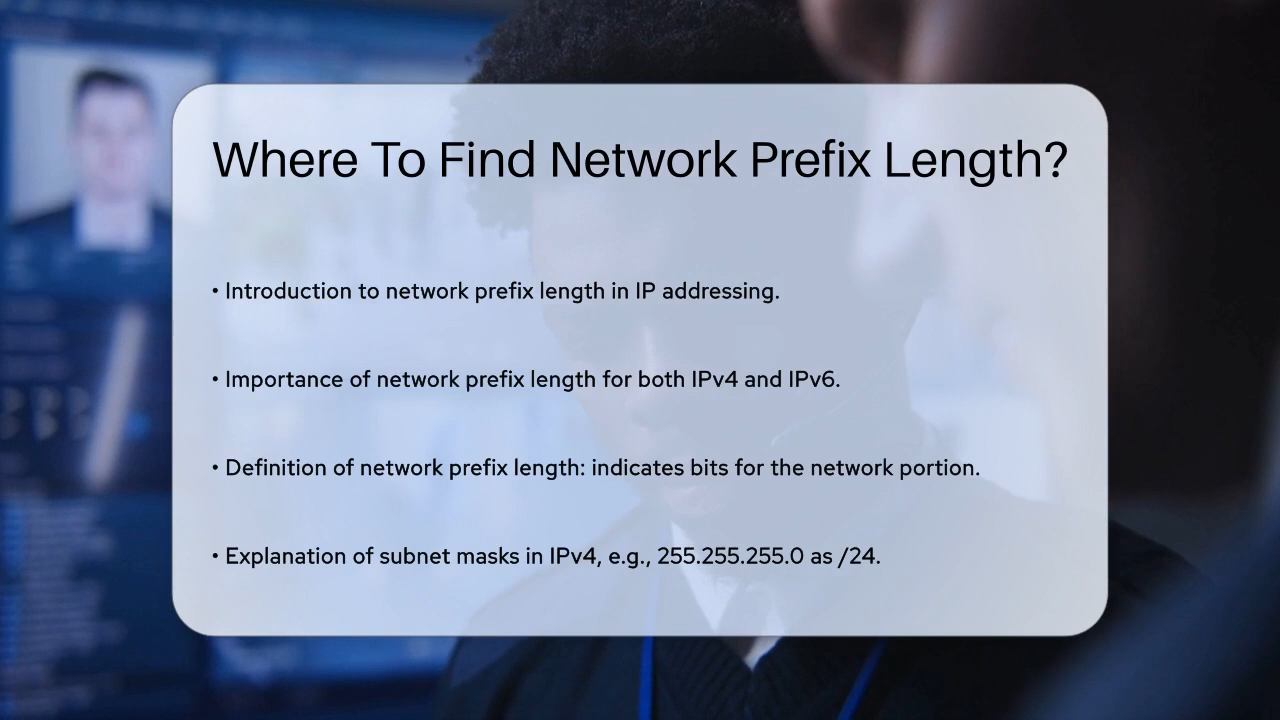 Where To Find Network Prefix Length?
• Introduction to network prefix length in IP addressing.
• Importance of network prefix length for both IPv4 and IPv6.
• Definition of network prefix length: indicates bits for the network portion.
• Explanation of subnet masks in IPv4, e.g., 255.255.255.0 as /24.